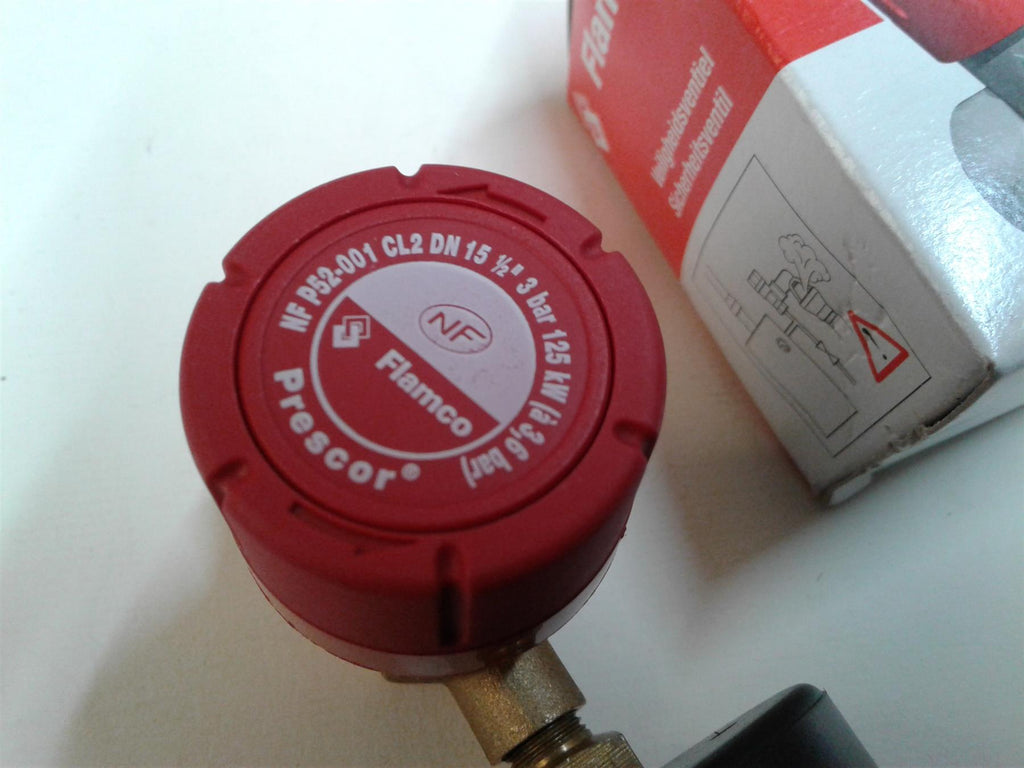 NF P52-001 CL2 DN 15 ½" 3 bar 125 kW (à 3,6 bar)
NF
Flamco
Prescor®
Flam
Veiligheidsventiel
Sicherheitsventil